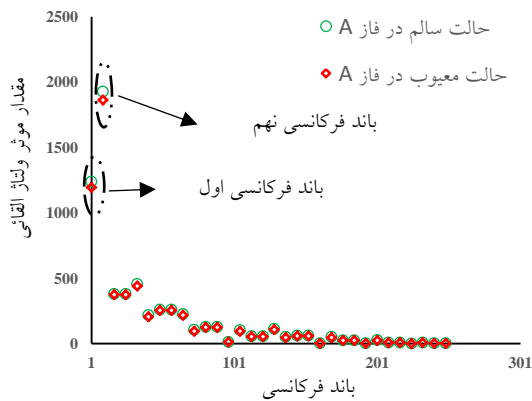 حالت سالم در فاز A
حالت معیوب در فاز A
مقدار موثر ولتاژ القائی
2500
2000
1500
1000
500
0
باند فرکانسی نهم
باند فرکانسی اول
1
101
201
301
باند فرکانسی